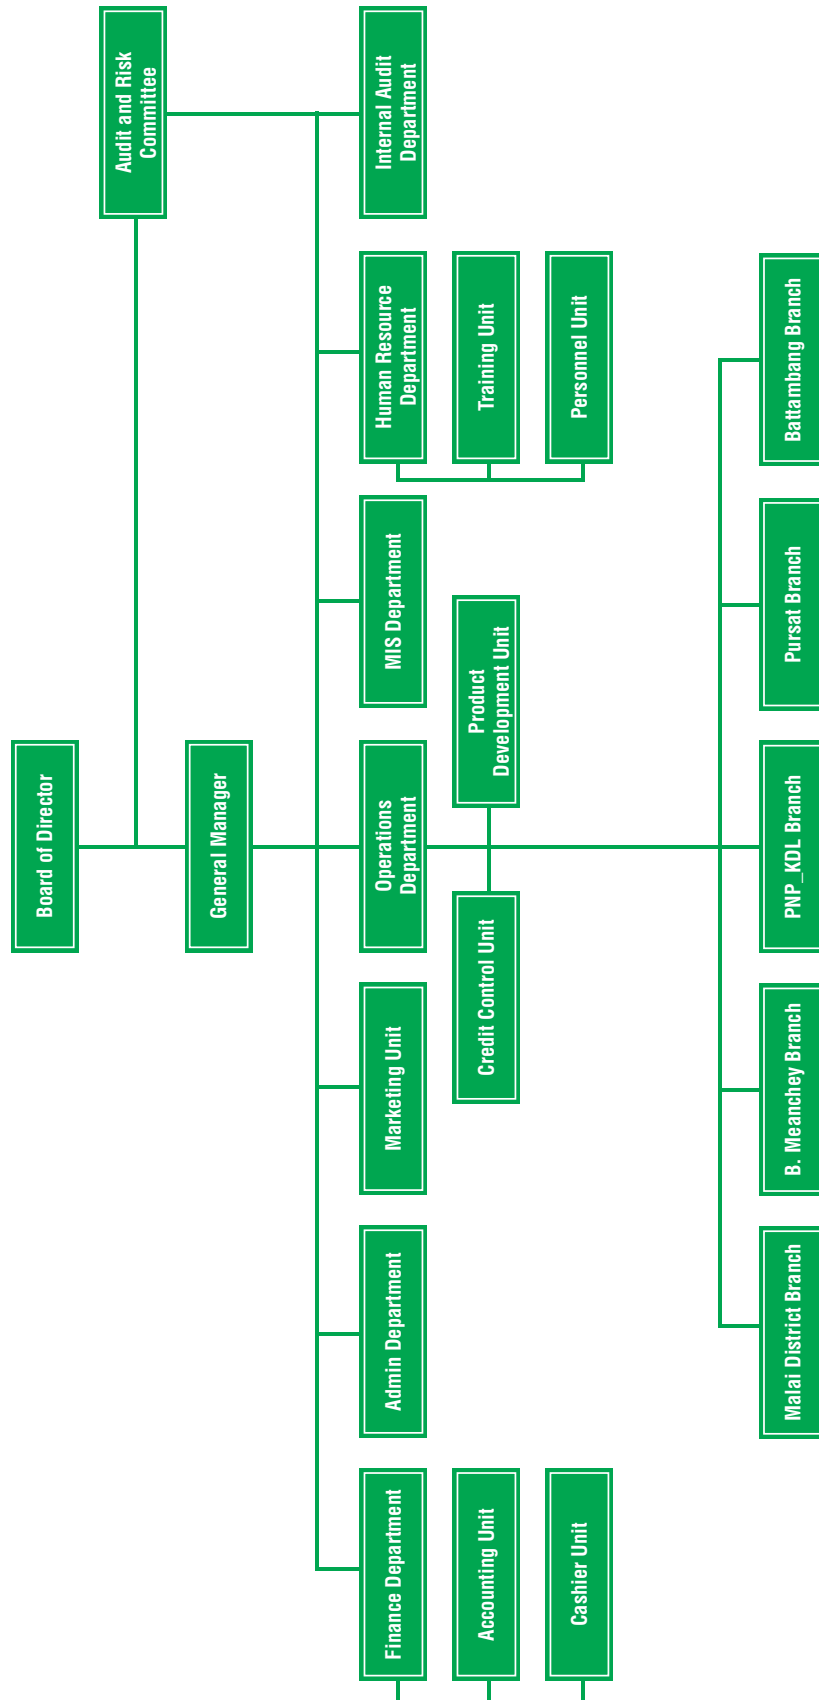 Board of Director
Audit and Risk
Committee
General Manager
Finance Department
Admin Department
Marketing Unit
Operations
Department
MIS Department
Human Resource
Department
Internal Audit
Department
Accounting Unit
Credit Control Unit
Product
Development Unit
Training Unit
Cashier Unit
Personnel Unit
Malai District Branch
B. Meanchey Branch
PNP_KDL Branch
Pursat Branch
Battambang Branch